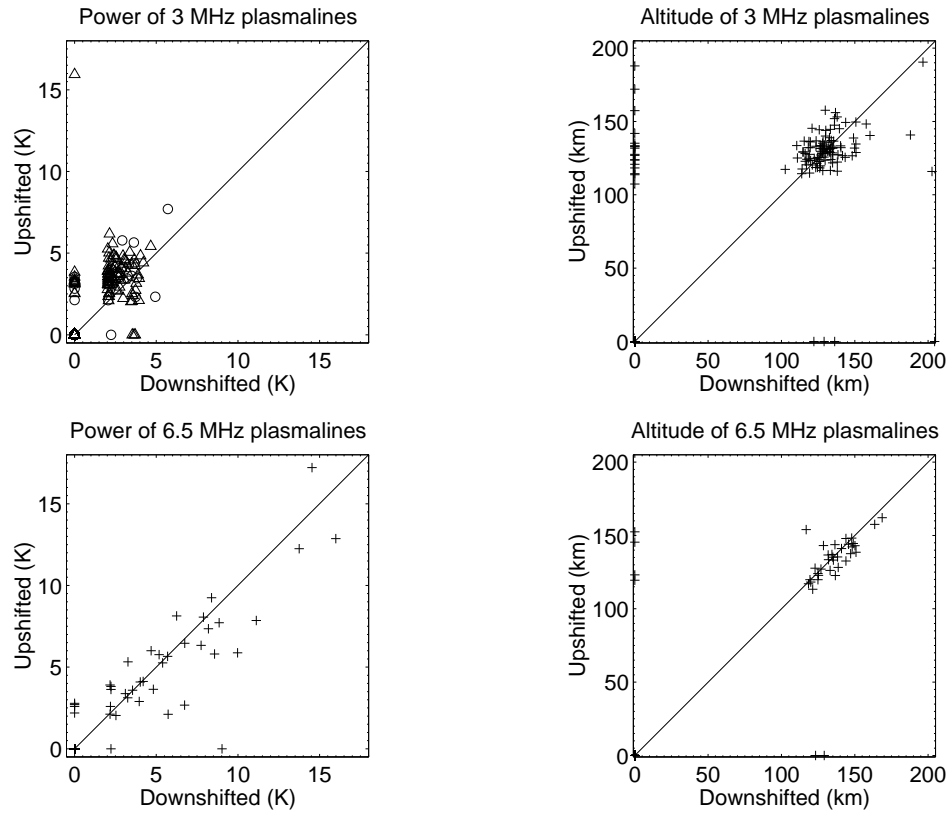 Power of 3 MHz plasmalines
Upshifted (K)
15
10
5
0
0 5 10 15
Downshifted (K)
Altitude of 3 MHz plasmalines
Upshifted (km)
200
150
100
50
0
0 50 100 150 200
Downshifted (km)
Power of 6.5 MHz plasmalines
Upshifted (K)
15
10
5
0
0 5 10 15
Downshifted (K)
Altitude of 6.5 MHz plasmalines
Upshifted (km)
200
150
100
50
0
0 50 100 150 200
Downshifted (km)